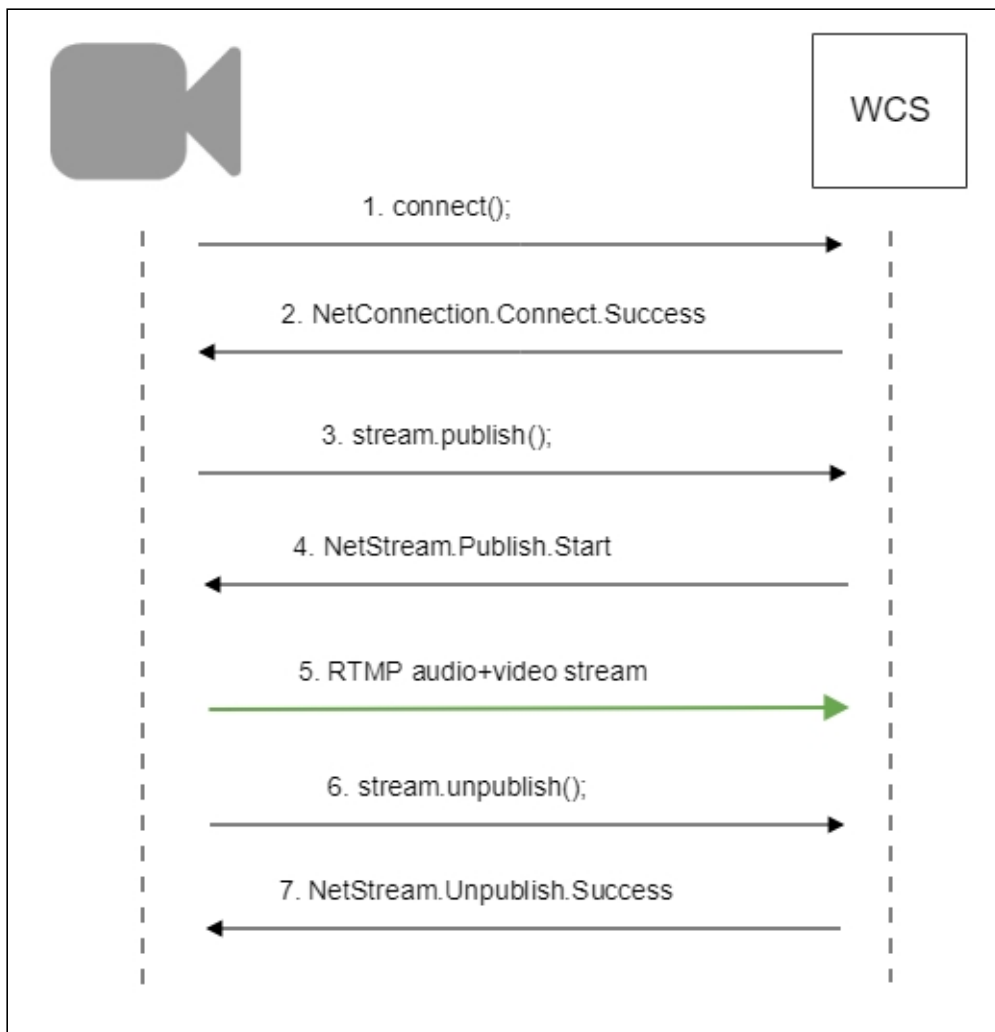 WCS
1. connect();
2. NetConnection.Connect.Success
3. stream.publish();
4. NetStream.Publish.Start
5. RTMP audio+video stream
6. stream.unpublish();
7. NetStream.Unpublish.Success